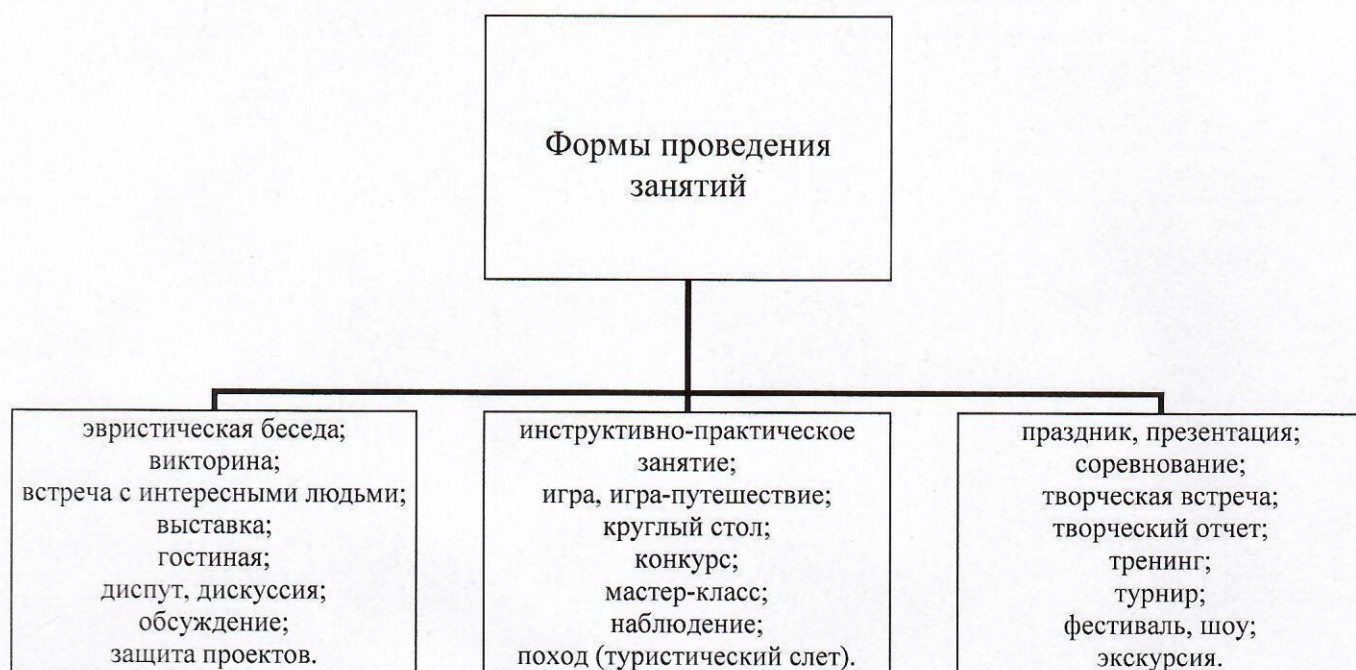 Формы проведения
занятий
эвристическая беседа;
викторина;
встреча с интересными людьми;
выставка;
гостиная;
диспут, дискуссия;
обсуждение;
защита проектов.
инструктивно-практическое
занятие;
игра, игра-путешествие;
круглый стол;
конкурс;
мастер-класс;
наблюдение;
поход (туристический слет).
праздник, презентация;
соревнование;
творческая встреча;
творческий отчет;
тренинг;
турнир;
фестиваль, шоу;
экскурсия.